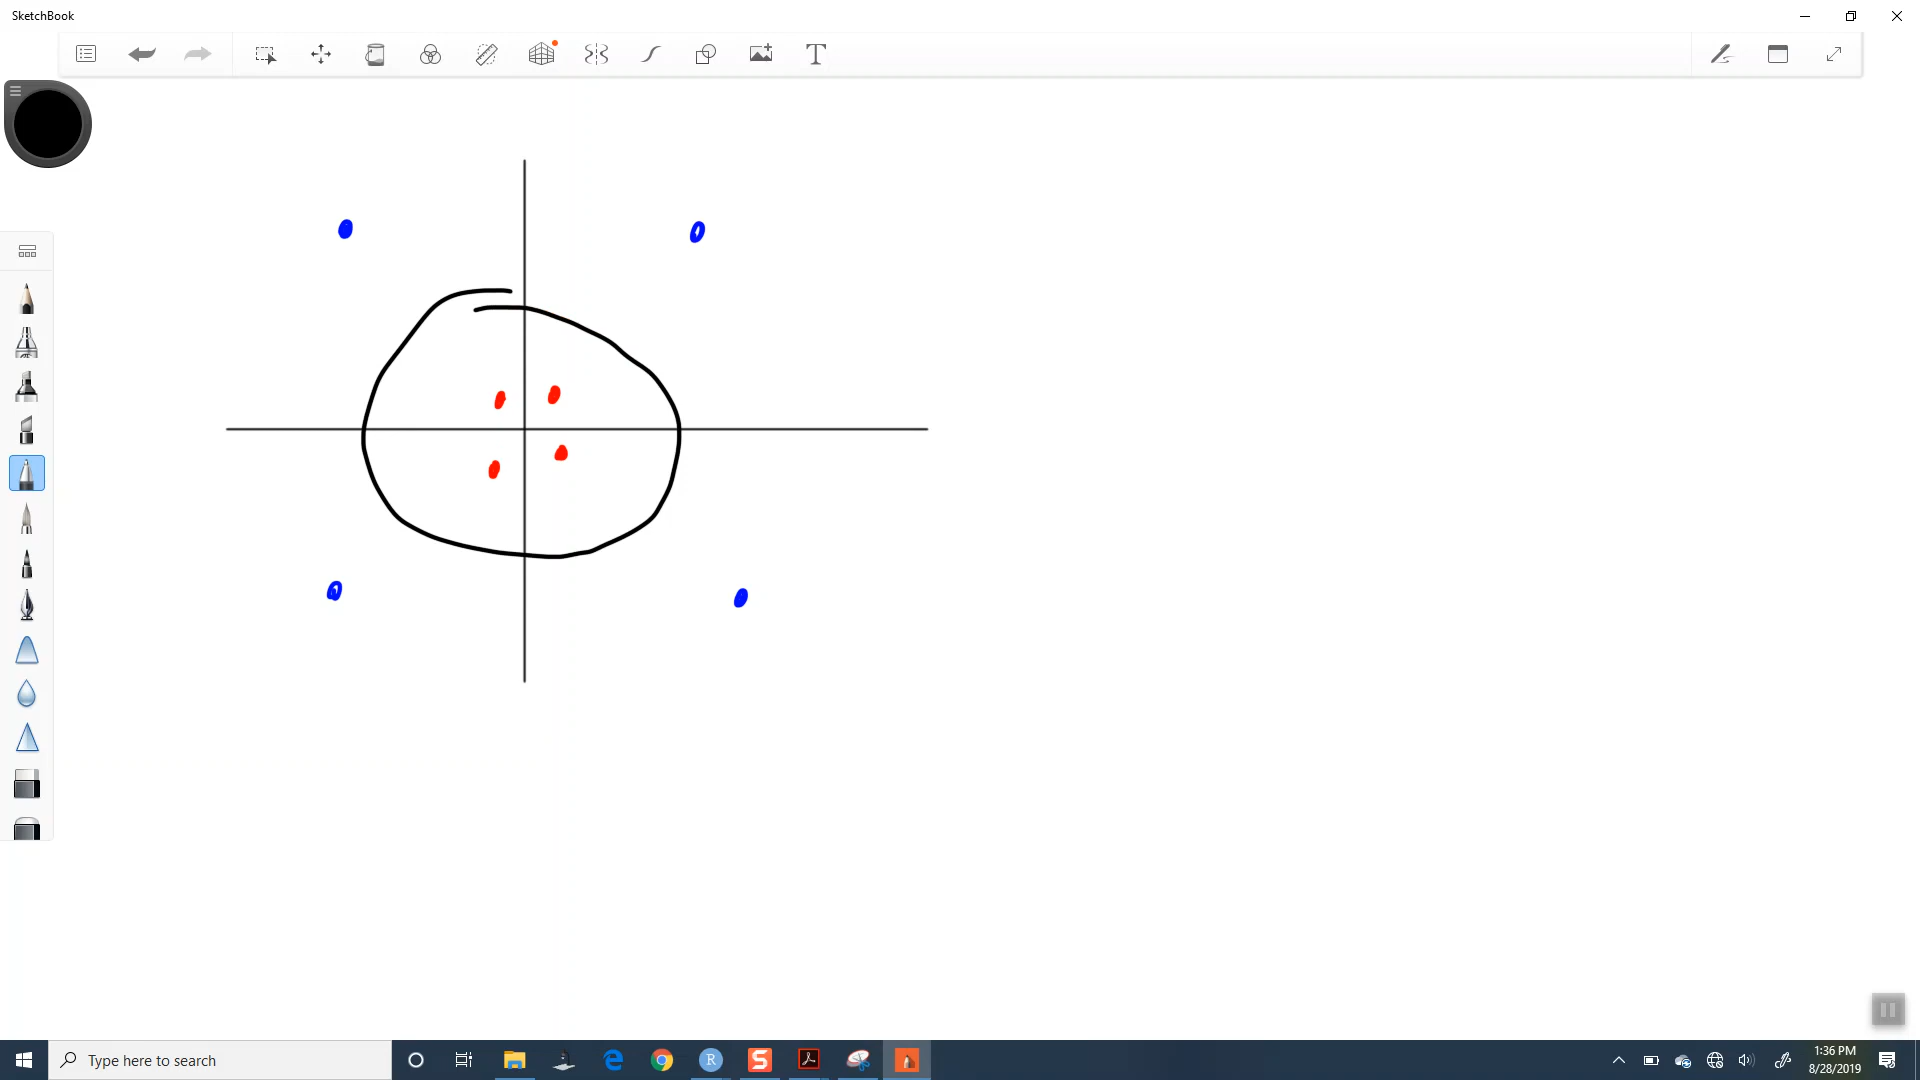 SketchBook
T
Type here to search
R
S
1:36 PM
8/28/2019